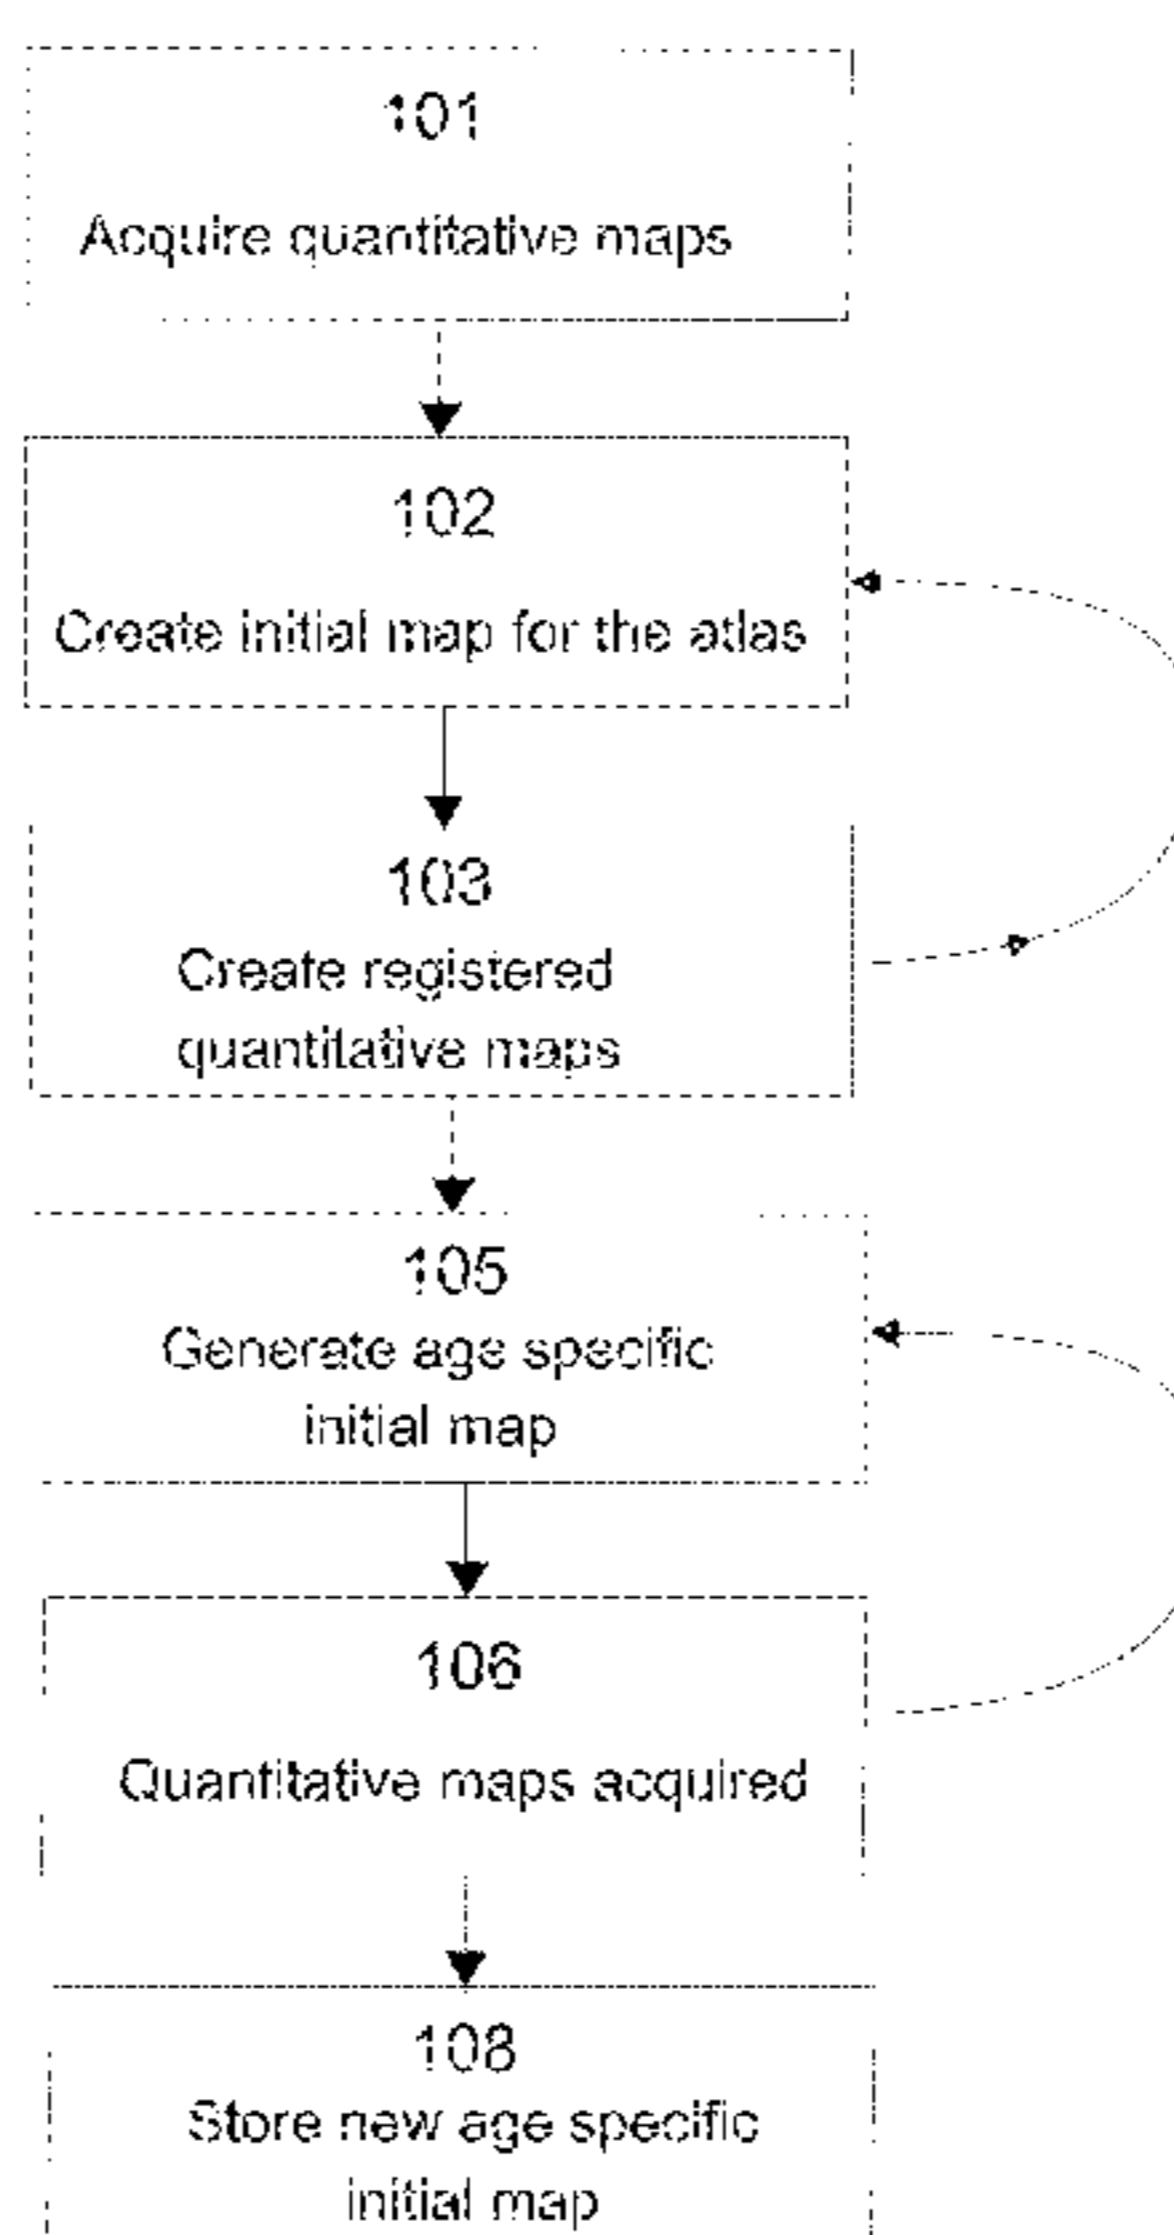 101
Acquire quantitative maps
102
Create initial map for the atlas
103
Create registered
quantitative maps
105
Generate age specific
initial map
106
Quantitative maps acquired
108
Store new age specific
initial map